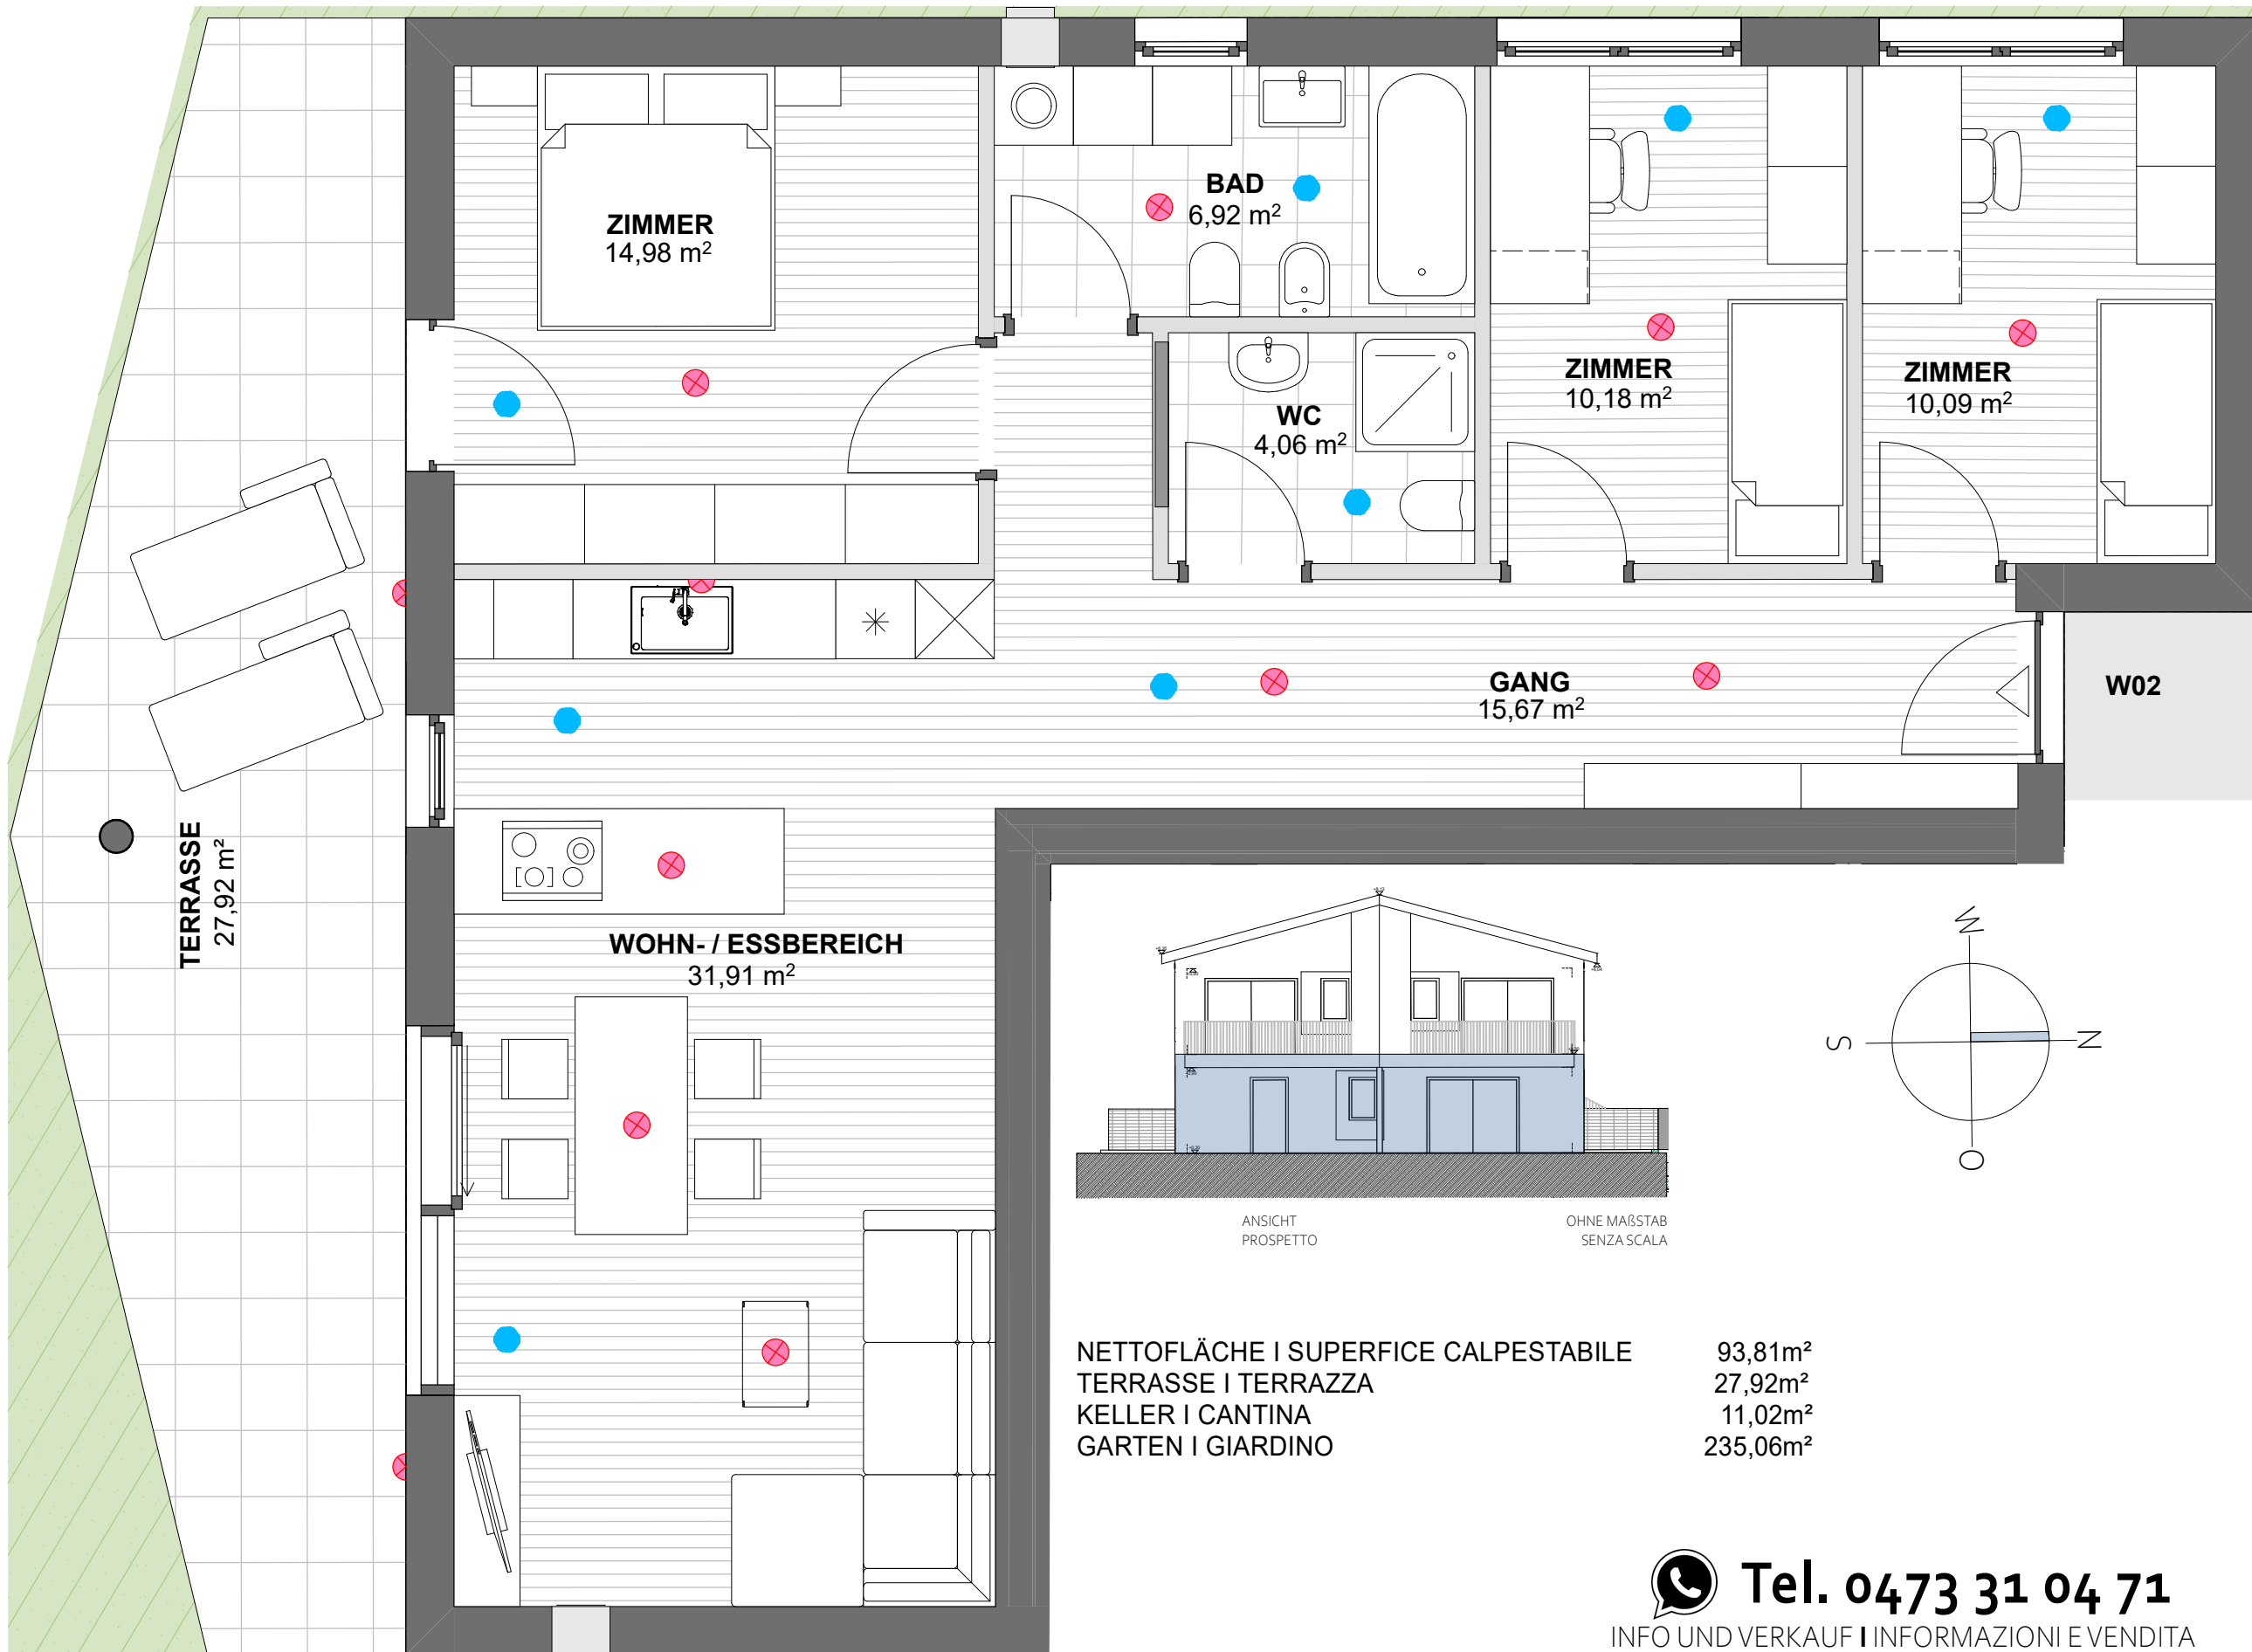 ZIMMER
14,98 m²
BAD
6,92 m²
WC
4,06 m²
ZIMMER
10,18 m²
ZIMMER
10,09 m²
GANG
15,67 m²
W02
TERRASSE
27,92 m²
WOHN- / ESSBEREICH
31,91 m²
W
S
N
O
ANSICHT
PROSPETTO
OHNE MAßSTAB
SENZA SCALA
NETTOFLÄCHE I SUPERFICE CALPESTABILE 93,81m²
TERRASSE I TERRAZZA 27,92m²
KELLER I CANTINA 11,02m²
GARTEN I GIARDINO 235,06m²
Tel. 0473 31 04 71
INFO UND VERKAUF I INFORMAZIONI E VENDITA